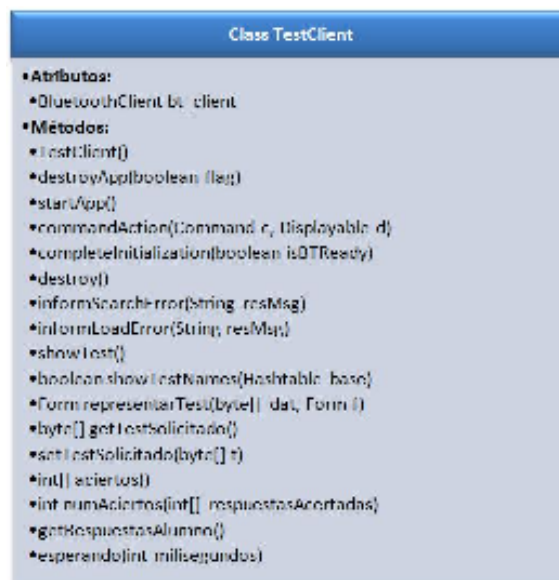 Class TestClient
•Atributos:
•BluetoothClient bt_client
•Métodos:
•TestClient()
•destroyApp(boolean flag)
•startApp()
•commandAction(Command c, Displayable d)
•completeInitialization(boolean isBTReady)
•destroy()
•informSearchError(String resMsg)
•informLoadError(String resMsg)
•showTest()
•boolean showTestNames(Hashtable base)
•Form representarTest(byte[] dat, Form f)
•byte[] getTestSolicitado()
•setTestSolicitado(byte[] t)
•int[] aciertos()
•int numAciertos(int[] respuestasAcertadas)
•getRespuestasAlumno()
•esperando(int milisegundos)